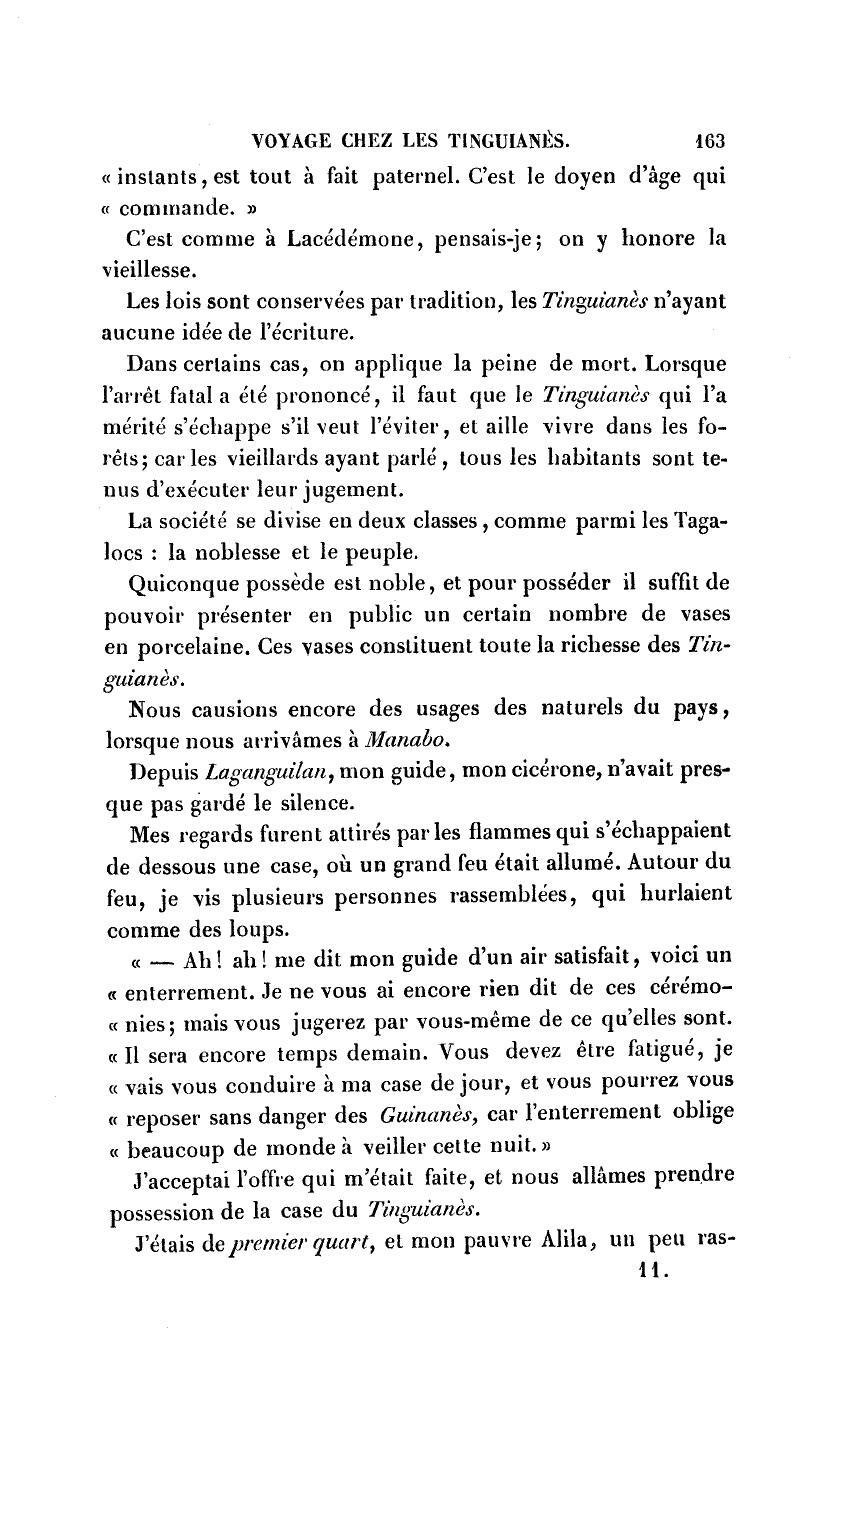 VOYAGE CHEZ LES TINGUIANÈS. 163
« instants, est tout à fait paternel. C'est le doyen d'âge qui
« commande. »
C'est comme à Lacédémone, pensais-je; on y honore la
vieillesse.
Les lois sont conservées par tradition, les Tinguianès n'ayant
aucune idée de l'écriture.
Dans certains cas, on applique la peine de mort. Lorsque
l'arrêt fatal a été prononcé, il faut que le Tinguianès qui l'a
mérité s'échappe s'il veut l'éviter, et aille vivre dans les fo-
rêts; car les vieillards ayant parlé, tous les habitants sont te-
nus d'exécuter leur jugement.
La société se divise en deux classes, comme parmi les Taga-
locs : la noblesse et le peuple.
Quiconque possède est noble, et pour posséder il suffit de
pouvoir présenter en public un certain nombre de vases
en porcelaine. Ces vases constituent toute la richesse des Tin-
guianès.
Nous causions encore des usages des naturels du pays,
lorsque nous arrivâmes à Manabo.
Depuis Laganguilan, mon guide, mon cicérone, n'avait pres-
que pas gardé le silence.
Mes regards furent attirés par les flammes qui s'échappaient
de dessous une case, où un grand feu était allumé. Autour du
feu, je vis plusieurs personnes rassemblées, qui hurlaient
comme des loups.
« — Ah! ah! me dit mon guide d'un air satisfait, voici un
« enterrement. Je ne vous ai encore rien dit de ces cérémo-
« nies; mais vous jugerez par vous-même de ce qu'elles sont.
« Il sera encore temps demain. Vous devez être fatigué, je
« vais vous conduire à ma case de jour, et vous pourrez vous
« reposer sans danger des Guinanès, car l'enterrement oblige
« beaucoup de monde à veiller cette nuit. »
J'acceptai l'offre qui m'était faite, et nous allâmes prendre
possession de la case du Tinguianès.
J'étais de premier quart, et mon pauvre Alila, un peu ras-
11.